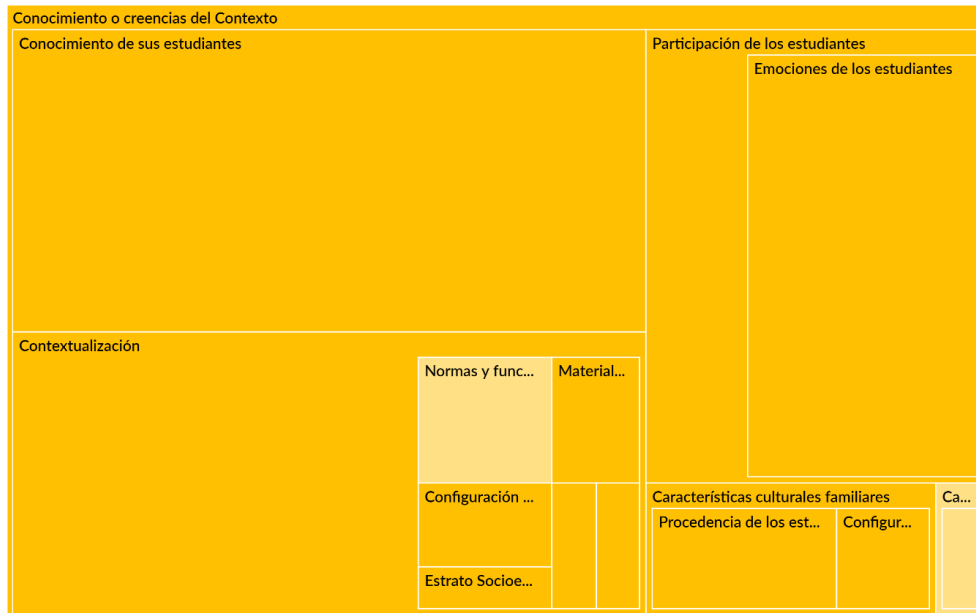 Conocimiento o creencias del Contexto
Conocimiento de sus estudiantes
Participación de los estudiantes
Emociones de los estudiantes
Contextualización
Normas y func...
Material...
Configuración ...
Estrato Socioe...
Características culturales familiares
Ca...
Procedencia de los est...
Configur...